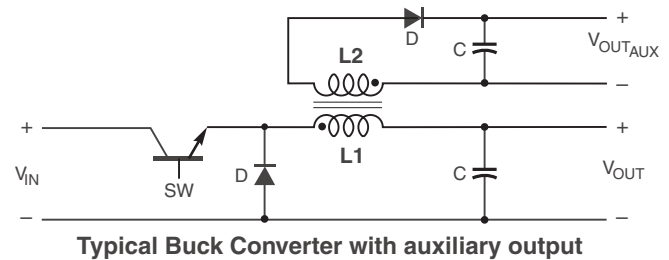 D
C
+
V_OUT_AUX
–
L2
+
V_IN
–
SW
D
L1
C
+
V_OUT
–
Typical Buck Converter with auxiliary output